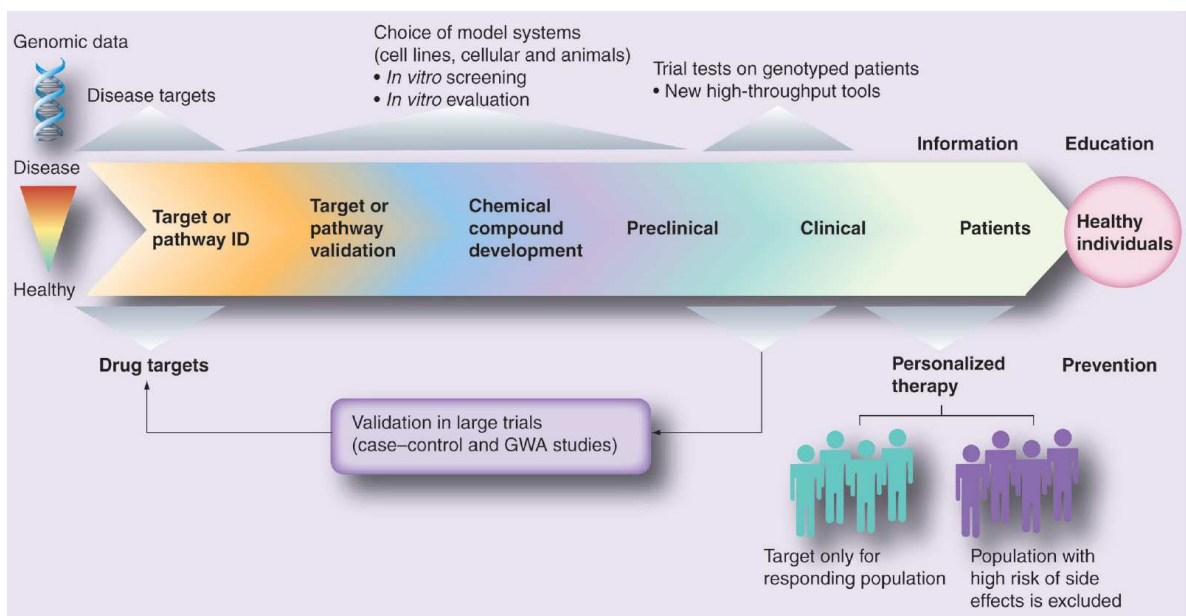 Genomic data
Disease targets
Choice of model systems
(cell lines, cellular and animals)
• In vitro screening
• In vitro evaluation
Trial tests on genotyped patients
• New high-throughput tools
Information
Education
Disease
Healthy
Target or
pathway ID
Target or
pathway
validation
Chemical
compound
development
Preclinical
Clinical
Patients
Healthy
individuals
Drug targets
Validation in large trials
(case–control and GWA studies)
Personalized
therapy
Prevention
Target only for
responding population
Population with
high risk of side
effects is excluded